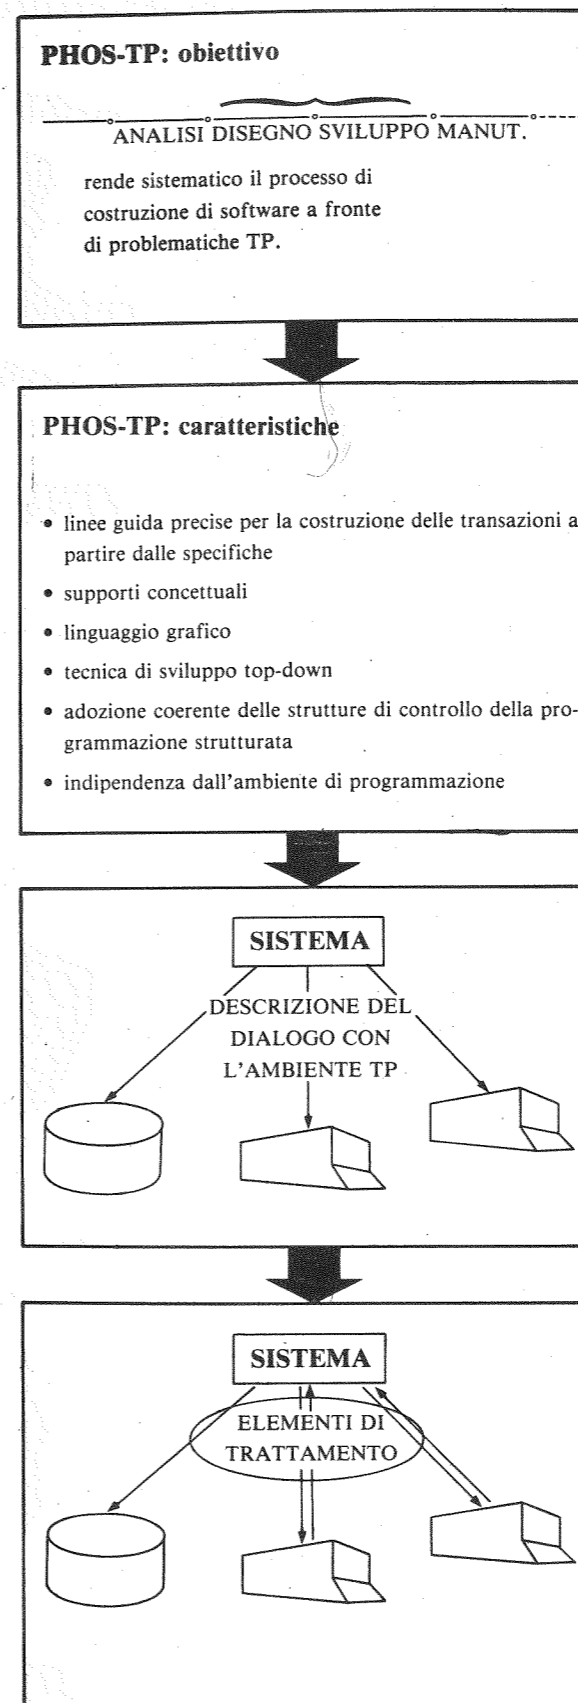 PHOS-TP: obiettivo
ANALISI DISEGNO SVILUPPO MANUT.
rende sistematico il processo di
costruzione di software a fronte
di problematiche TP.
PHOS-TP: caratteristiche
• linee guida precise per la costruzione delle transazioni a
partire dalle specifiche
• supporti concettuali
• linguaggio grafico
• tecnica di sviluppo top-down
• adozione coerente delle strutture di controllo della pro-
grammazione strutturata
• indipendenza dall'ambiente di programmazione
SISTEMA
DESCRIZIONE DEL
DIALOGO CON
L'AMBIENTE TP
SISTEMA
ELEMENTI DI
TRATTAMENTO